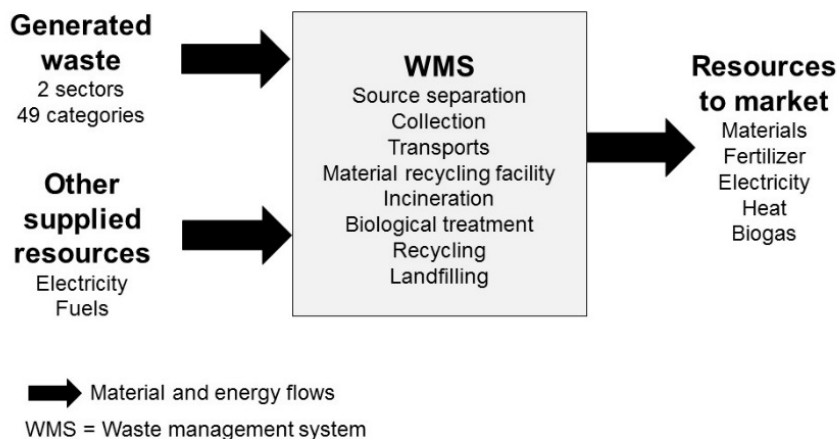 Generated
waste
2 sectors
49 categories
Other
supplied
resources
Electricity
Fuels
WMS
Source separation
Collection
Transports
Material recycling facility
Incineration
Biological treatment
Recycling
Landfilling
Resources
to market
Materials
Fertilizer
Electricity
Heat
Biogas
Material and energy flows
WMS = Waste management system